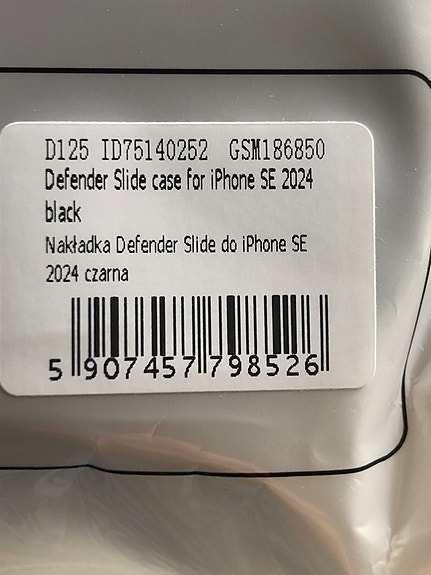 D125 ID75140252 GSM186850
Defender Slide case for iPhone SE 2024
black
Nakładka Defender Slide do iPhone SE
2024 czarna
5 907457 798526